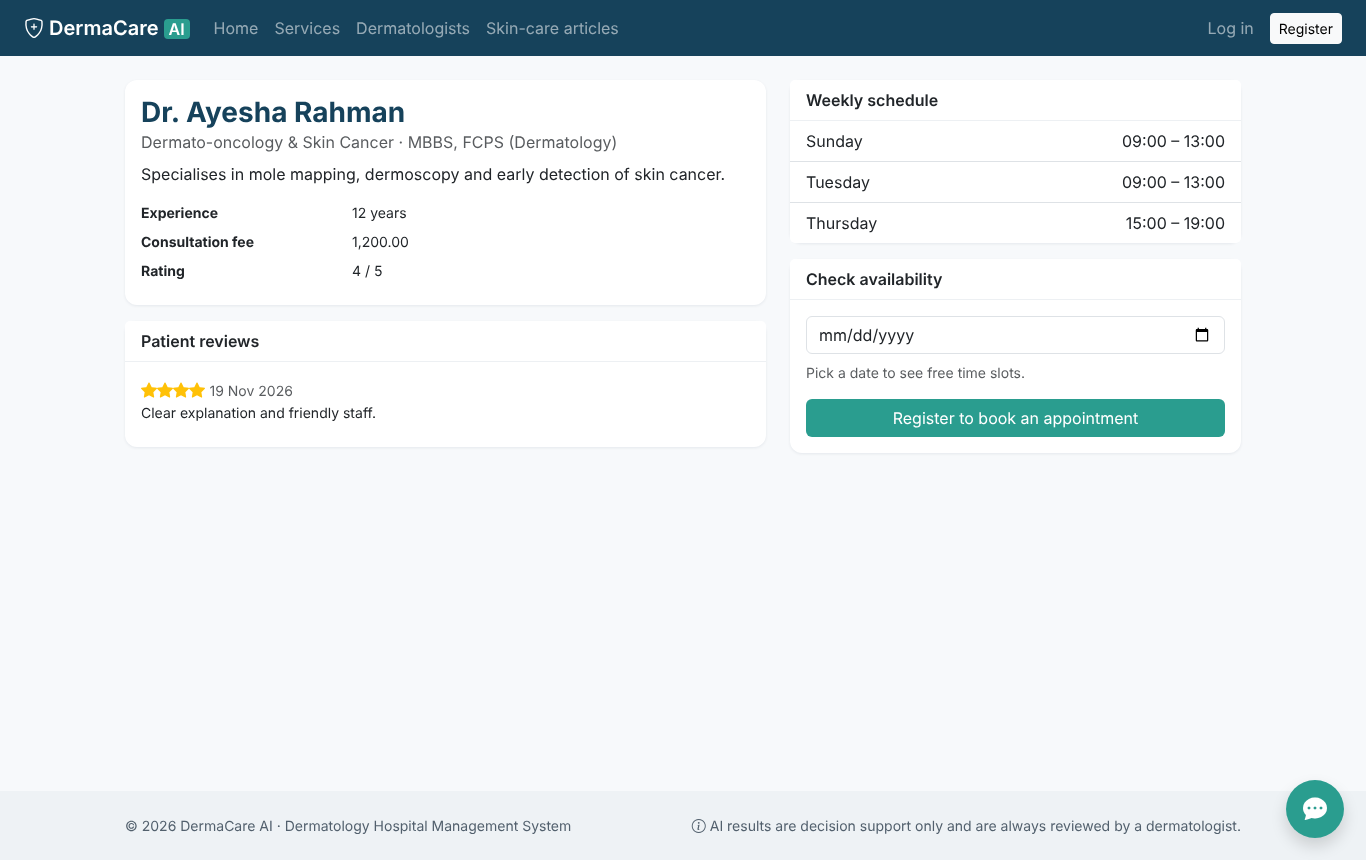 DermaCare AI
Home
Services
Dermatologists
Skin-care articles
Log in
Register
Dr. Ayesha Rahman
Dermato-oncology & Skin Cancer · MBBS, FCPS (Dermatology)
Specialises in mole mapping, dermoscopy and early detection of skin cancer.
Experience 12 years
Consultation fee 1,200.00
Rating 4 / 5
Patient reviews
19 Nov 2026
Clear explanation and friendly staff.
Weekly schedule
Sunday 09:00 – 13:00
Tuesday 09:00 – 13:00
Thursday 15:00 – 19:00
Check availability
mm/dd/yyyy
Pick a date to see free time slots.
Register to book an appointment
© 2026 DermaCare AI · Dermatology Hospital Management System
AI results are decision support only and are always reviewed by a dermatologist.